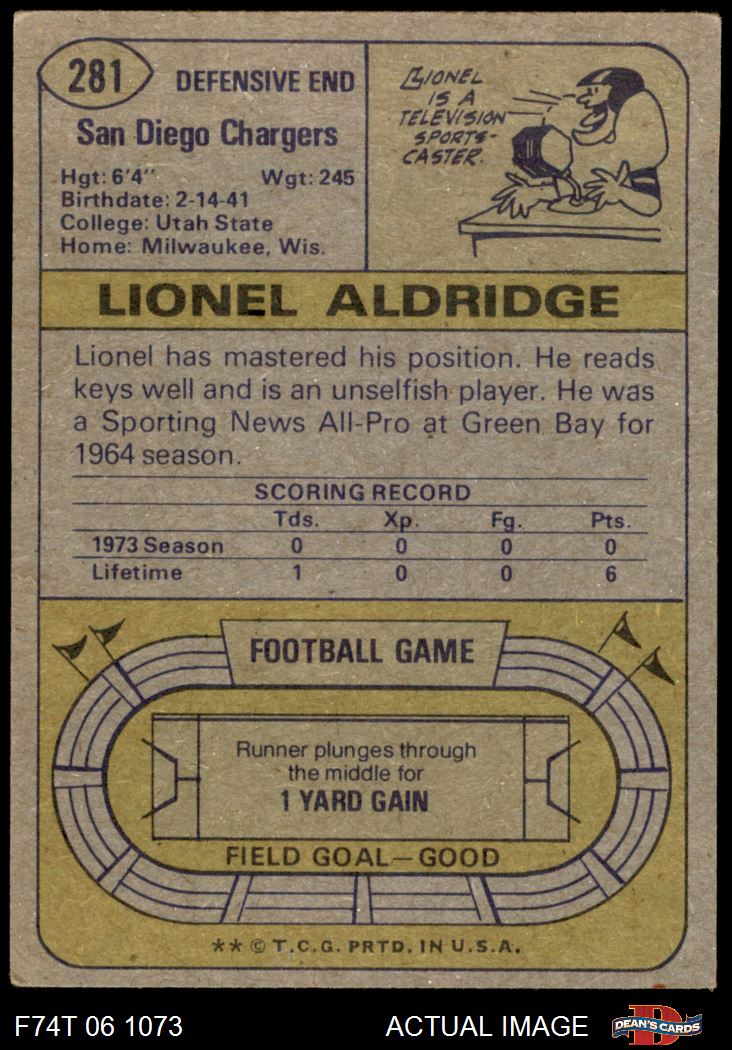 281
DEFENSIVE END
San Diego Chargers
Hgt: 6'4" Wgt: 245
Birthdate: 2-14-41
College: Utah State
Home: Milwaukee, Wis.
LIONEL
IS A
TELEVISION
SPORTS-
CASTER.
LIONEL ALDRIDGE
Lionel has mastered his position. He reads
keys well and is an unselfish player. He was
a Sporting News All-Pro at Green Bay for
1964 season.
SCORING RECORD
Tds. Xp. Fg. Pts.
1973 Season 0 0 0 0
Lifetime 1 0 0 6
FOOTBALL GAME
Runner plunges through
the middle for
1 YARD GAIN
FIELD GOAL—GOOD
** © T.C.G. PRTD. IN U.S.A.
F74T 06 1073
ACTUAL IMAGE
D
DEAN'S CARDS